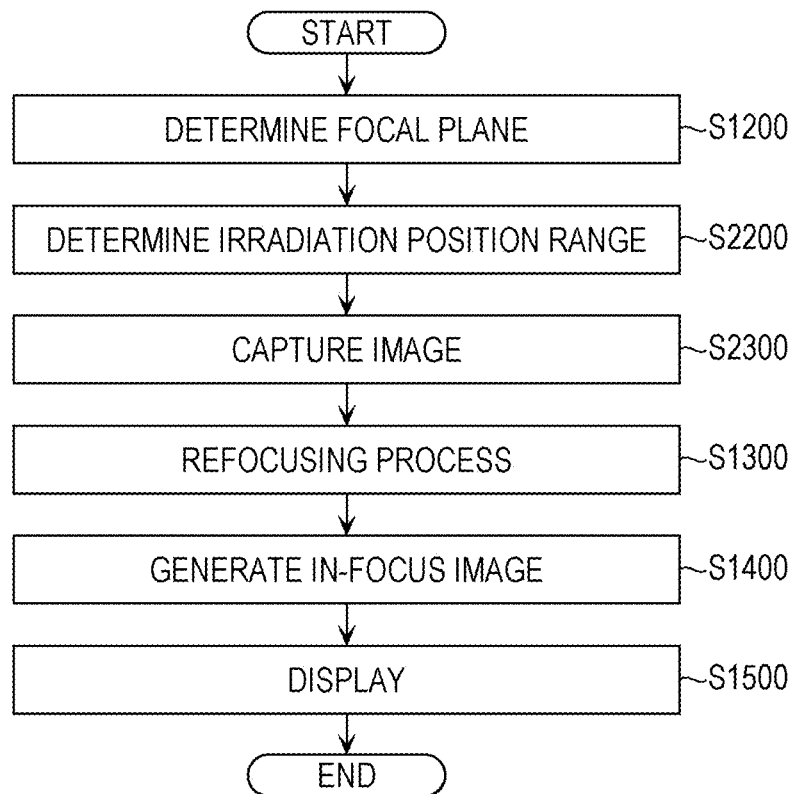 START
DETERMINE FOCAL PLANE
S1200
DETERMINE IRRADIATION POSITION RANGE
S2200
CAPTURE IMAGE
S2300
REFOCUSING PROCESS
S1300
GENERATE IN-FOCUS IMAGE
S1400
DISPLAY
S1500
END